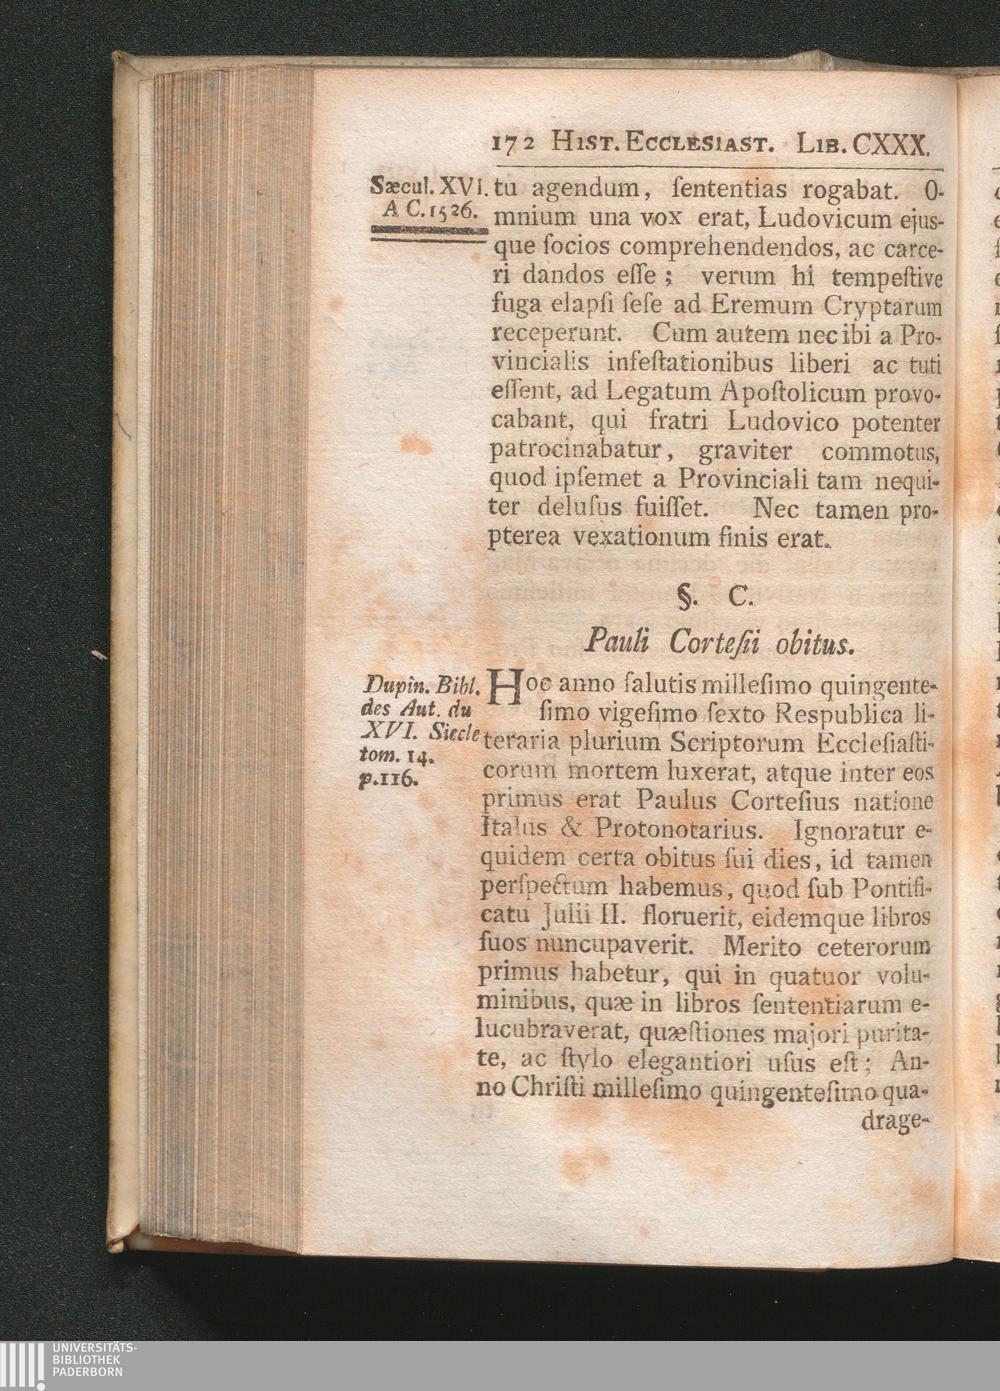 172 HIST. ECCLESIAST. LIB. CXXX.
Sæcul. XVI.
A C. 1526.
tu agendum, ſententias rogabat. O-
mnium una vox erat, Ludovicum ejus-
que ſocios comprehendendos, ac carce-
ri dandos eſſe; verum hi tempeſtive
fuga elapſi ſeſe ad Eremum Cryptarum
receperunt. Cum autem nec ibi a Pro-
vincialis infeſtationibus liberi ac tuti
eſſent, ad Legatum Apoſtolicum provo-
cabant, qui fratri Ludovico potenter
patrocinabatur, graviter commotus,
quod ipſemet a Provinciali tam nequi-
ter deluſus fuiſſet. Nec tamen pro-
pterea vexationum finis erat.
§. C.
Pauli Corteſii obitus.
Dupin. Bibl.
des Aut. du
XVI. Siecle
tom. 14.
p.116.
Hoc anno ſalutis milleſimo quingente-
ſimo vigeſimo ſexto Respublica li-
teraria plurium Scriptorum Eccleſiaſti-
corum mortem luxerat, atque inter eos
primus erat Paulus Corteſius natione
Italus & Protonotarius. Ignoratur e-
quidem certa obitus ſui dies, id tamen
perſpectum habemus, quod ſub Pontifi-
catu Julii II. floruerit, eidemque libros
ſuos nuncupaverit. Merito ceterorum
primus habetur, qui in quatuor volu-
minibus, quæ in libros ſententiarum e-
lucubraverat, quæſtiones majori purita-
te, ac ſtylo elegantiori uſus eſt; An-
no Chriſti milleſimo quingenteſimo qua-
drage-
UNIVERSITÄTS-
BIBLIOTHEK
PADERBORN